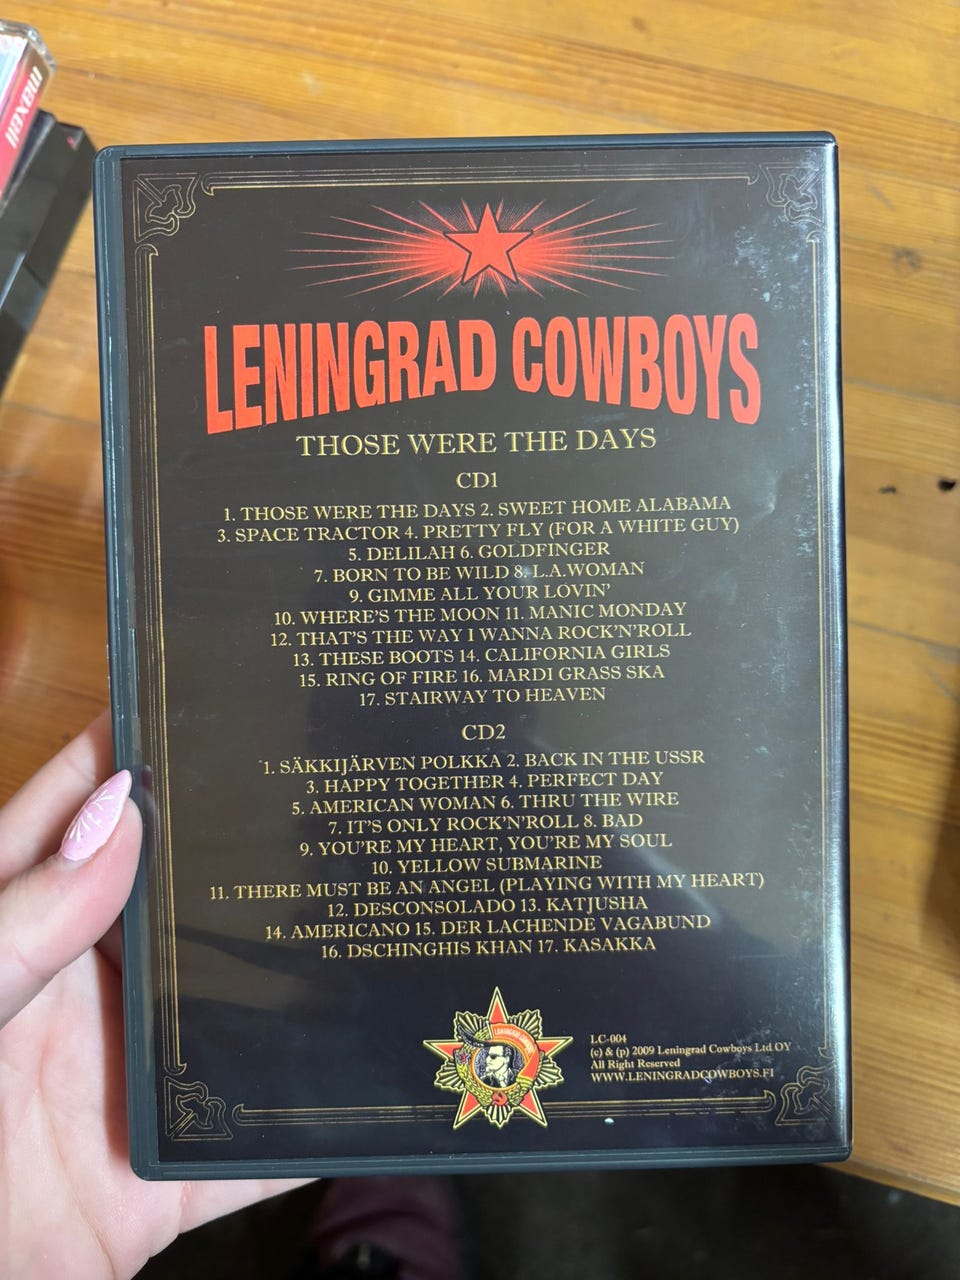 maxell
LENINGRAD COWBOYS
THOSE WERE THE DAYS
CD1
1. THOSE WERE THE DAYS 2. SWEET HOME ALABAMA
3. SPACE TRACTOR 4. PRETTY FLY (FOR A WHITE GUY)
5. DELILAH 6. GOLDFINGER
7. BORN TO BE WILD 8. L.A.WOMAN
9. GIMME ALL YOUR LOVIN'
10. WHERE'S THE MOON 11. MANIC MONDAY
12. THAT'S THE WAY I WANNA ROCK'N'ROLL
13. THESE BOOTS 14. CALIFORNIA GIRLS
15. RING OF FIRE 16. MARDI GRASS SKA
17. STAIRWAY TO HEAVEN
CD2
1. SÄKKIJÄRVEN POLKKA 2. BACK IN THE USSR
3. HAPPY TOGETHER 4. PERFECT DAY
5. AMERICAN WOMAN 6. THRU THE WIRE
7. IT'S ONLY ROCK'N'ROLL 8. BAD
9. YOU'RE MY HEART, YOU'RE MY SOUL
10. YELLOW SUBMARINE
11. THERE MUST BE AN ANGEL (PLAYING WITH MY HEART)
12. DESCONSOLADO 13. KATJUSHA
14. AMERICANO 15. DER LACHENDE VAGABUND
16. DSCHINGHIS KHAN 17. KASAKKA
LENINGRAD COWBOYS
LC-004
(c) & (p) 2009 Leningrad Cowboys Ltd OY
All Right Reserved
WWW.LENINGRADCOWBOYS.FI